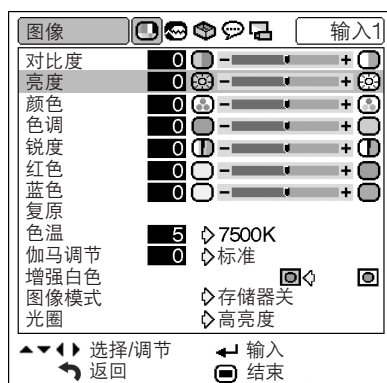 图像 输入1
对比度 0 - +
亮度 0 - +
颜色 0 - +
色调 0 - +
锐度 0 - +
红色 0 - +
蓝色 0 - +
复原
色温 5 7500K
伽马调节 0 标准
增强白色
图像模式 存储器关
光圈 高亮度
选择/调节 输入
返回 结束